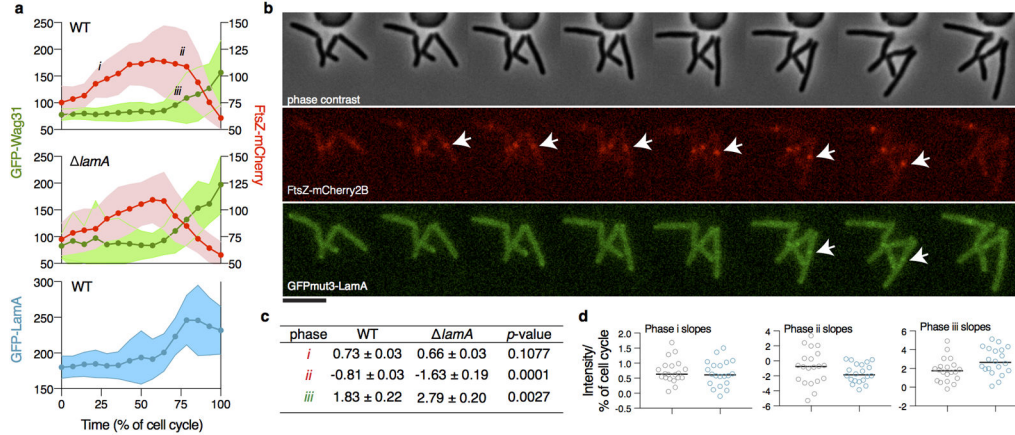 a
WT
250
200
150
100
50
150
125
100
75
50
i
ii
iii
GFP-Wag31
FtsZ-mCherry
ΔlamA
250
200
150
100
50
150
125
100
75
50
WT
300
250
200
150
GFP-LamA
0 25 50 75 100
Time (% of cell cycle)
b
phase contrast
FtsZ-mCherry2B
GFPmut3-LamA
c
phase WT ΔlamA p-value
i 0.73 ± 0.03 0.66 ± 0.03 0.1077
ii -0.81 ± 0.03 -1.63 ± 0.19 0.0001
iii 1.83 ± 0.22 2.79 ± 0.20 0.0027
d
Intensity/
% of cell cycle
Phase i slopes
2.0
1.5
1.0
0.5
0.0
-0.5
Phase ii slopes
4
2
0
-2
-4
-6
Phase iii slopes
6
4
2
0
-2